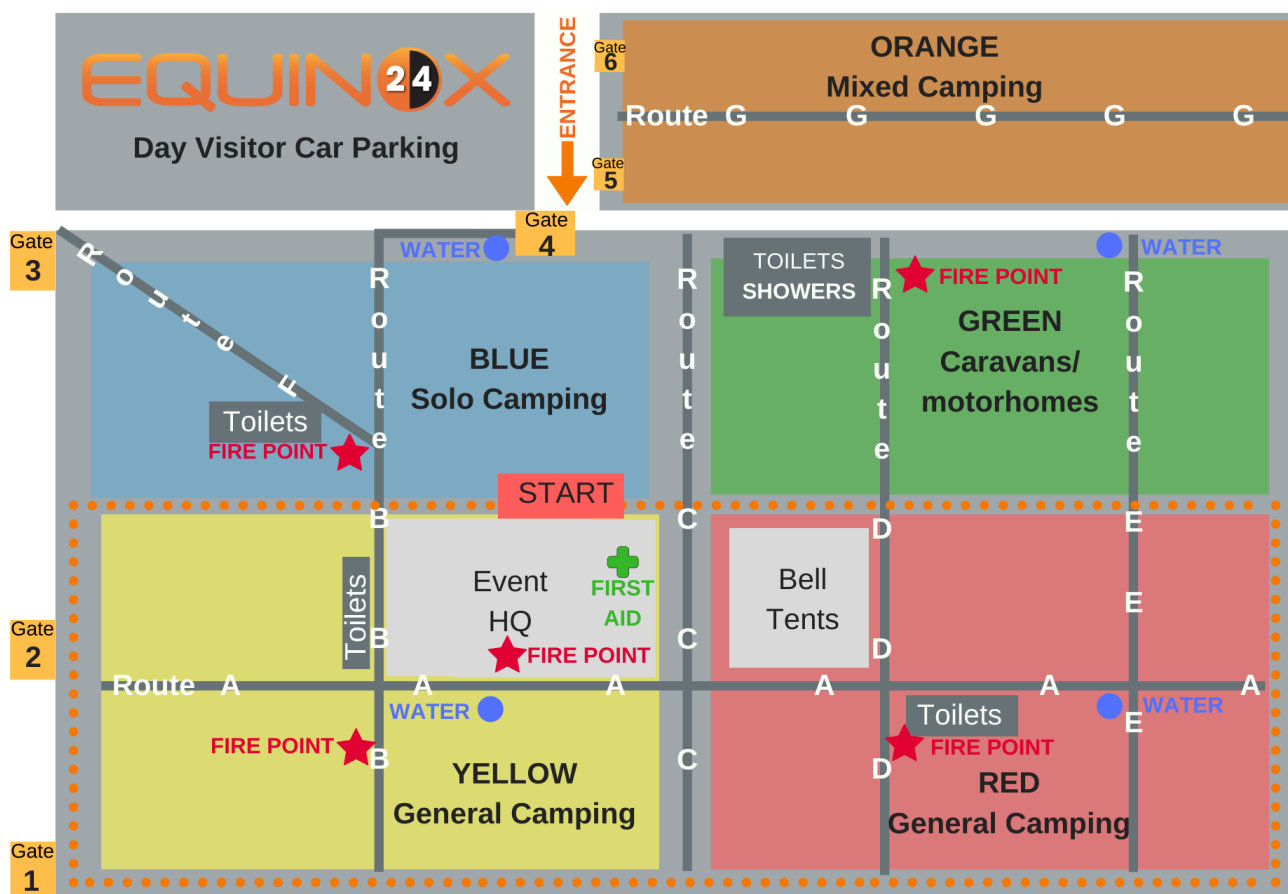 EQUINOX
24
Day Visitor Car Parking
ENTRANCE
Gate
6
ORANGE
Mixed Camping
Route G G G G G
Gate
5
Gate
3
Gate
4
WATER
Route F
Route B B B
Route C C C
Route D D D
Route E E E
TOILETS
SHOWERS
FIRE POINT
WATER
BLUE
Solo Camping
GREEN
Caravans/
motorhomes
Toilets
FIRE POINT
START
Toilets
Event
HQ
FIRST
AID
FIRE POINT
Bell
Tents
Gate
2
Route A A A A A A
WATER
FIRE POINT
YELLOW
General Camping
Toilets
WATER
FIRE POINT
RED
General Camping
Gate
1